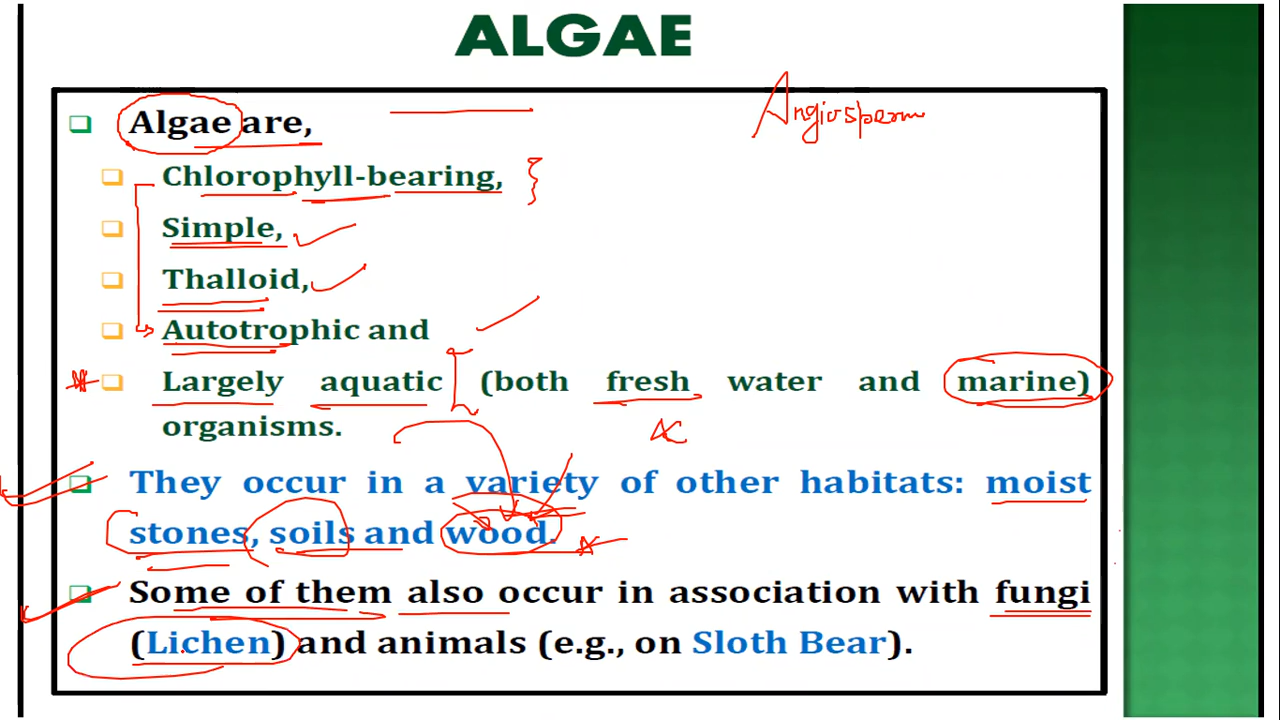 ALGAE
Angiosperm
Algae are,
Chlorophyll-bearing,
Simple,
Thalloid,
Autotrophic and
Largely aquatic (both fresh water and marine)
organisms.
They occur in a variety of other habitats: moist
stones, soils and wood.
Some of them also occur in association with fungi
(Lichen) and animals (e.g., on Sloth Bear).